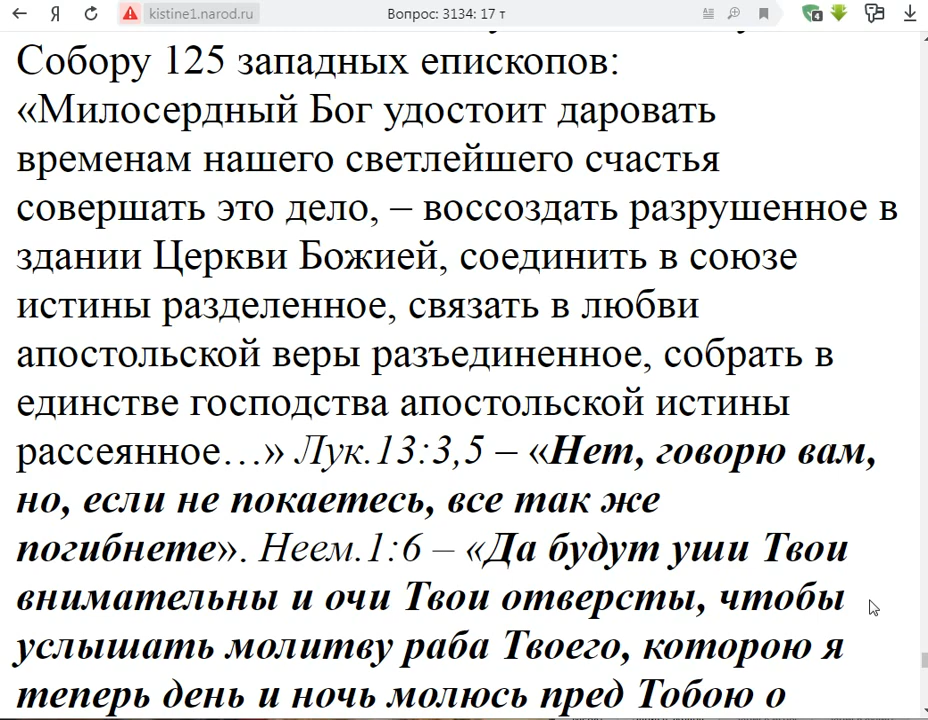 kistine1.narod.ru
Вопрос: 3134: 17 т
4
Собору 125 западных епископов:
«Милосердный Бог удостоит даровать
временам нашего светлейшего счастья
совершать это дело, – воссоздать разрушенное в
здании Церкви Божией, соединить в союзе
истины разделенное, связать в любви
апостольской веры разъединенное, собрать в
единстве господства апостольской истины
рассеянное…» Лук.13:3,5 – «Нет, говорю вам,
но, если не покаетесь, все так же
погибнете». Неем.1:6 – «Да будут уши Твои
внимательны и очи Твои отверсты, чтобы
услышать молитву раба Твоего, которою я
теперь день и ночь молюсь пред Тобою о